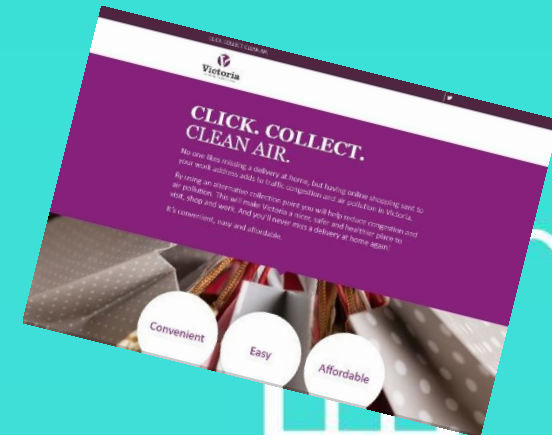 CLICK. COLLECT. CLEAN AIR.
Victoria
CLICK. COLLECT.
CLEAN AIR.
No one likes missing a delivery at home, but having online shopping sent to
your work address adds to traffic congestion and air pollution in Victoria.
By using an alternative collection point you will help reduce congestion and
air pollution. This will make Victoria a nicer, safer and healthier place to
visit, shop and work. And you'll never miss a delivery at home again!
It's convenient, easy and affordable.
Convenient
Easy
Affordable